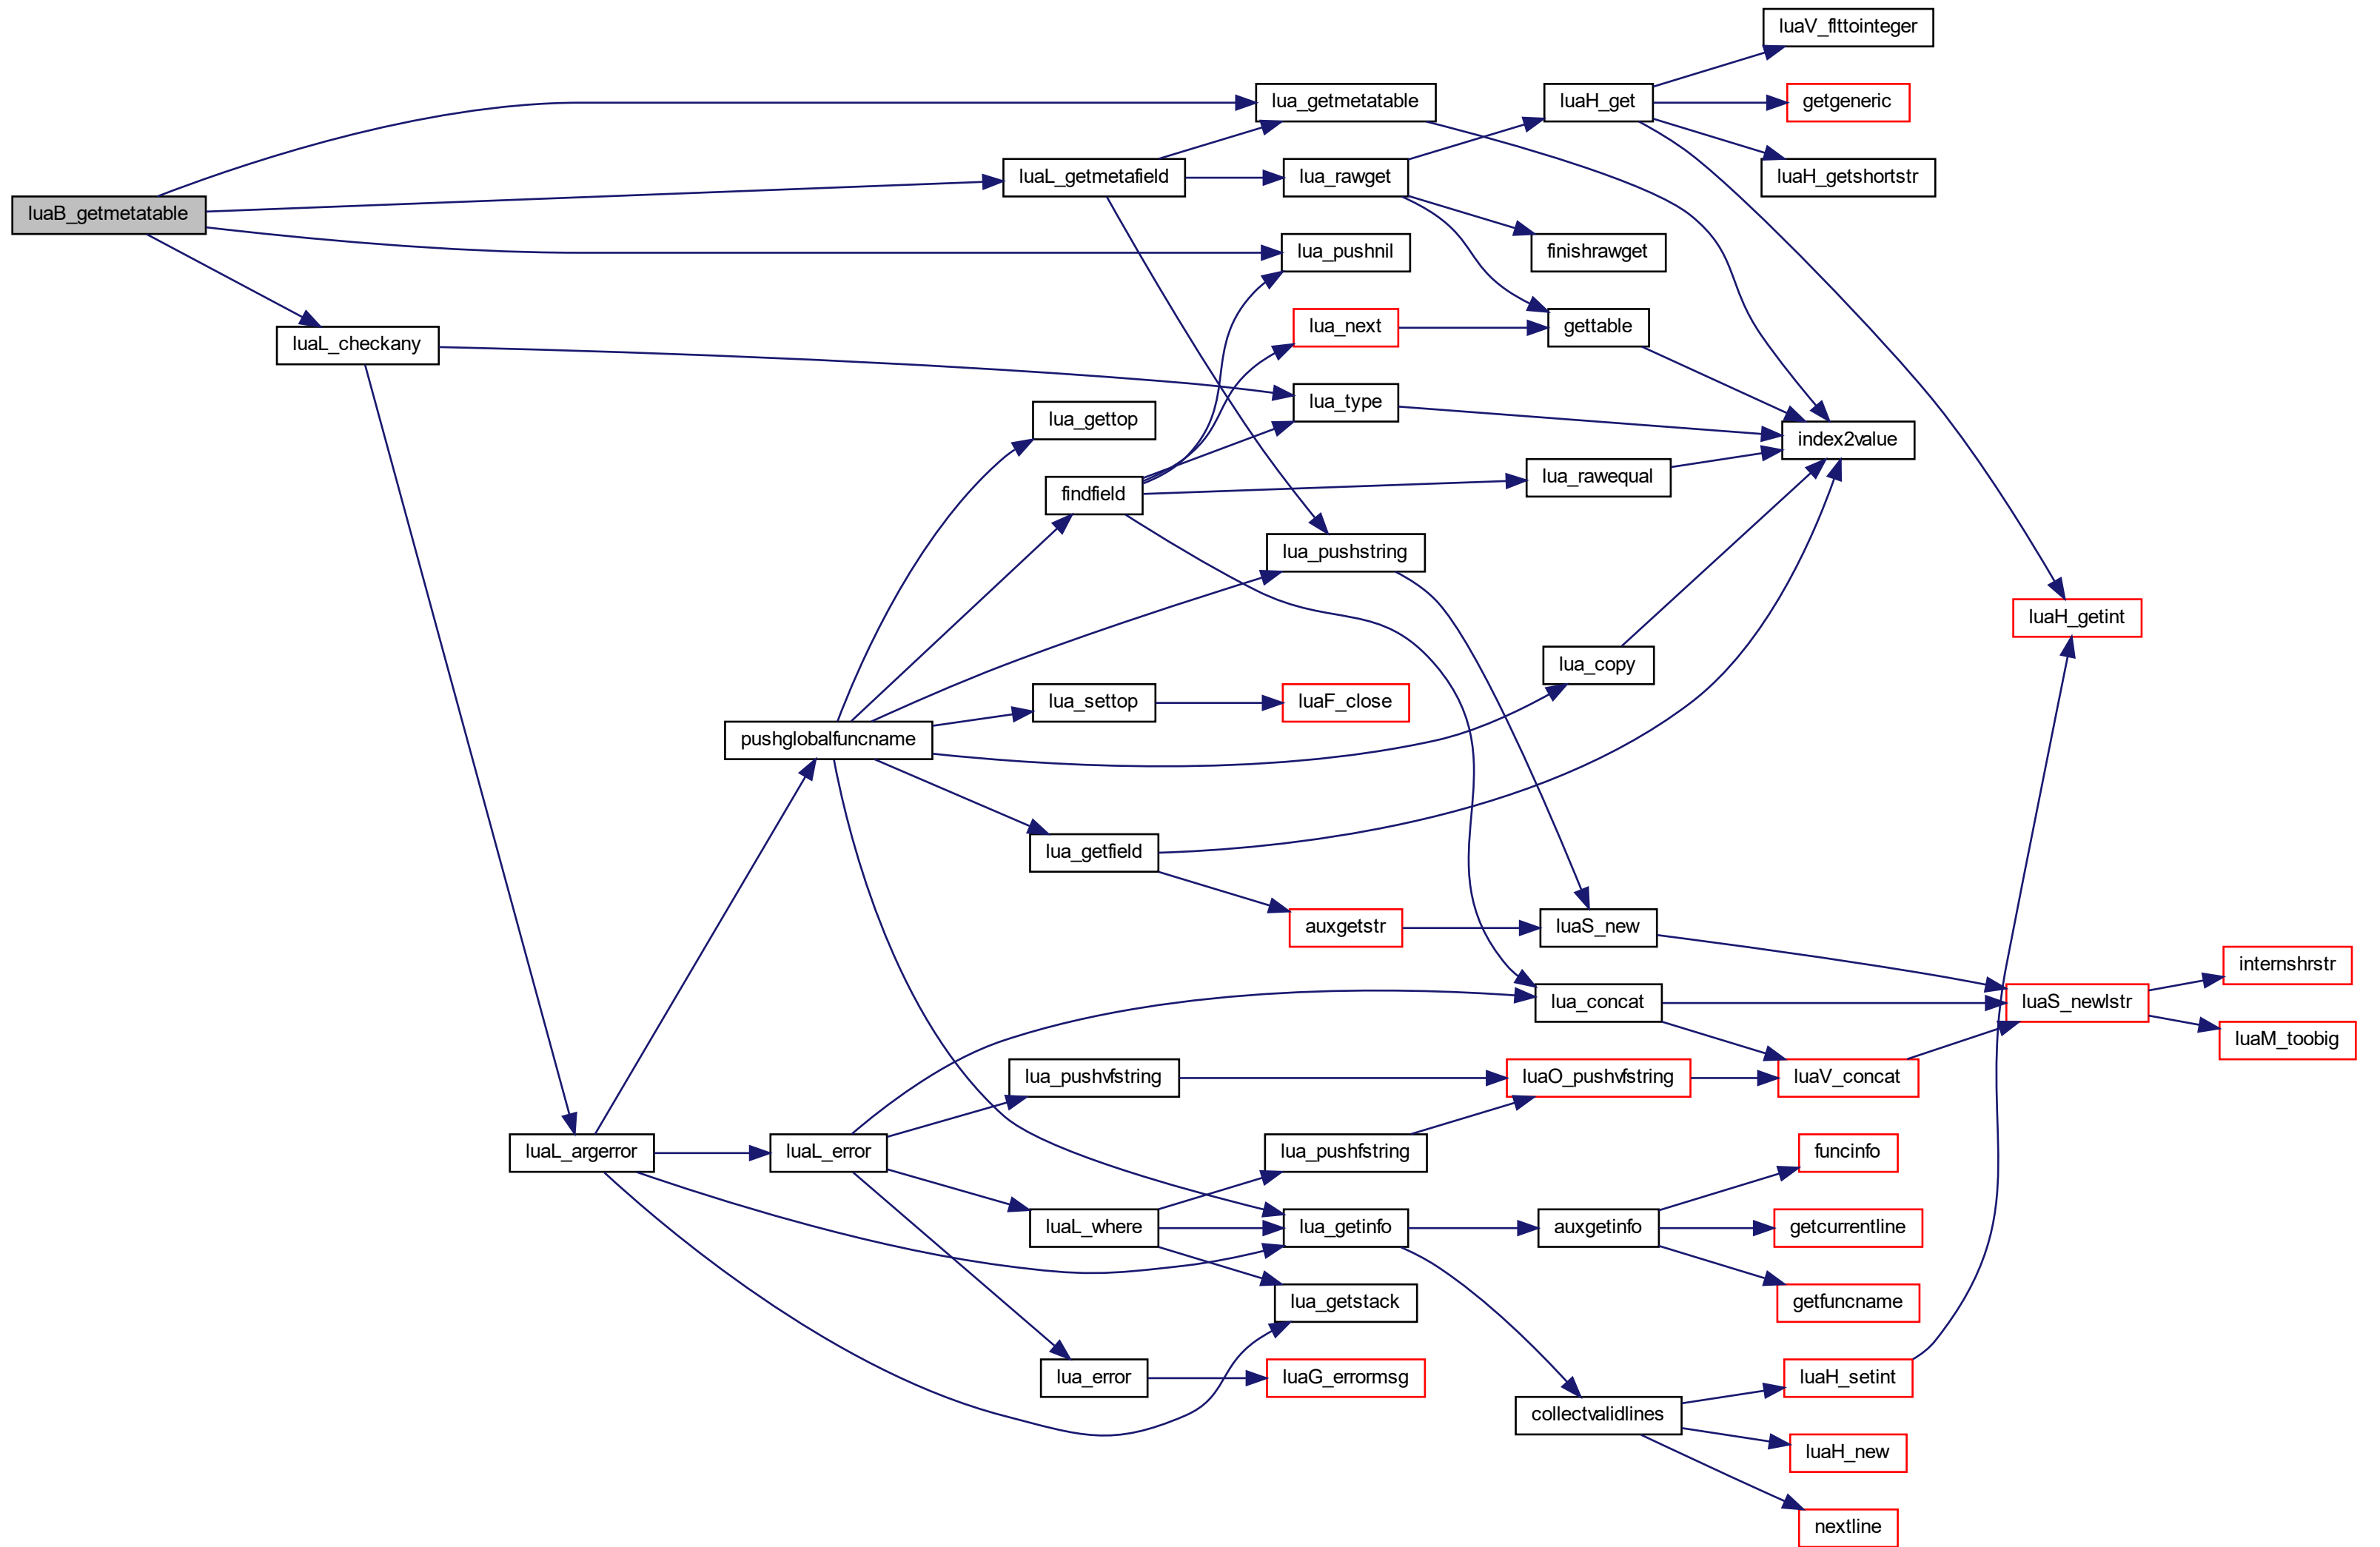 luaV_flttointeger
lua_getmetatable
luaH_get
getgeneric
luaL_getmetafield
lua_rawget
luaH_getshortstr
luaB_getmetatable
lua_pushnil
finishrawget
luaL_checkany
lua_next
gettable
lua_gettop
lua_type
index2value
findfield
lua_rawequal
lua_pushstring
luaH_getint
lua_copy
lua_settop
luaF_close
pushglobalfuncname
lua_getfield
auxgetstr
luaS_new
internshrstr
lua_concat
luaS_newlstr
luaM_toobig
lua_pushvfstring
luaO_pushvfstring
luaV_concat
luaL_argerror
luaL_error
lua_pushfstring
funcinfo
luaL_where
lua_getinfo
auxgetinfo
getcurrentline
lua_getstack
getfuncname
lua_error
luaG_errormsg
luaH_setint
collectvalidlines
luaH_new
nextline